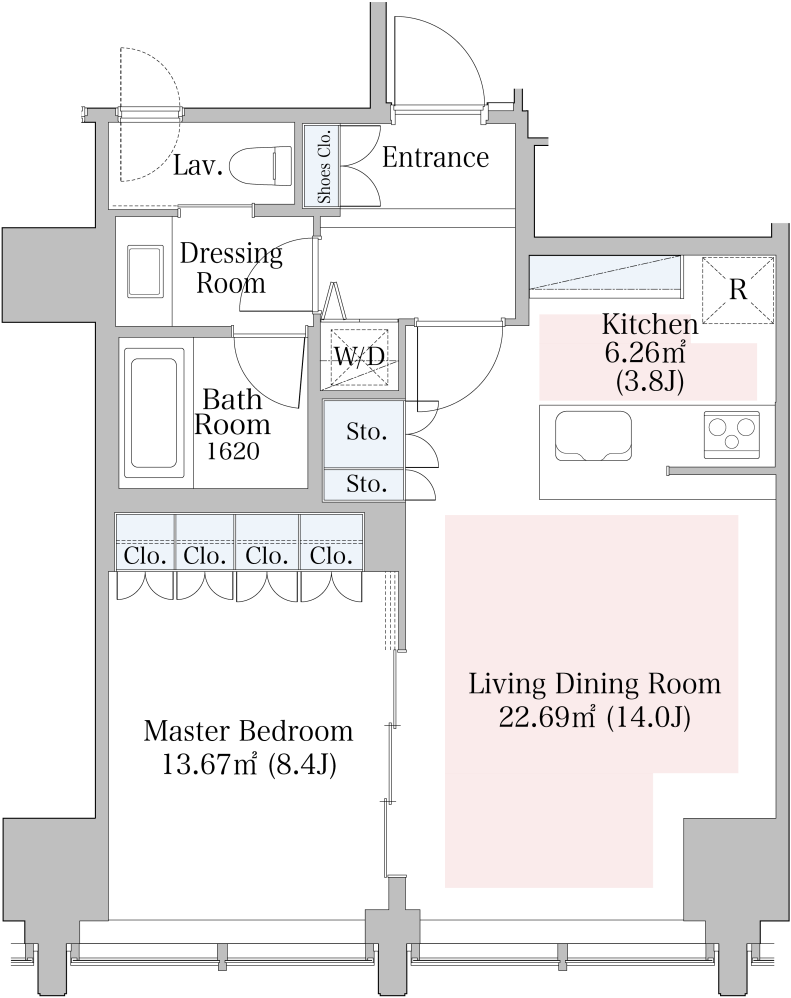 Lav.
Shoes Clo.
Entrance
Dressing
Room
R
Kitchen
6.26㎡
(3.8J)
W/D
Bath
Room
1620
Sto.
Sto.
Clo. Clo. Clo. Clo.
Living Dining Room
22.69㎡ (14.0J)
Master Bedroom
13.67㎡ (8.4J)